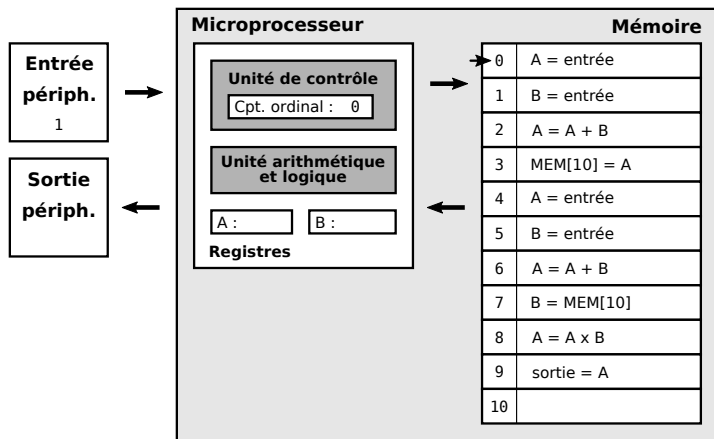 Microprocesseur
Mémoire
Entrée
périph.
1
Sortie
périph.
Unité de contrôle
Cpt. ordinal : 0
Unité arithmétique
et logique
A :
B :
Registres
0 A = entrée
1 B = entrée
2 A = A + B
3 MEM[10] = A
4 A = entrée
5 B = entrée
6 A = A + B
7 B = MEM[10]
8 A = A x B
9 sortie = A
10